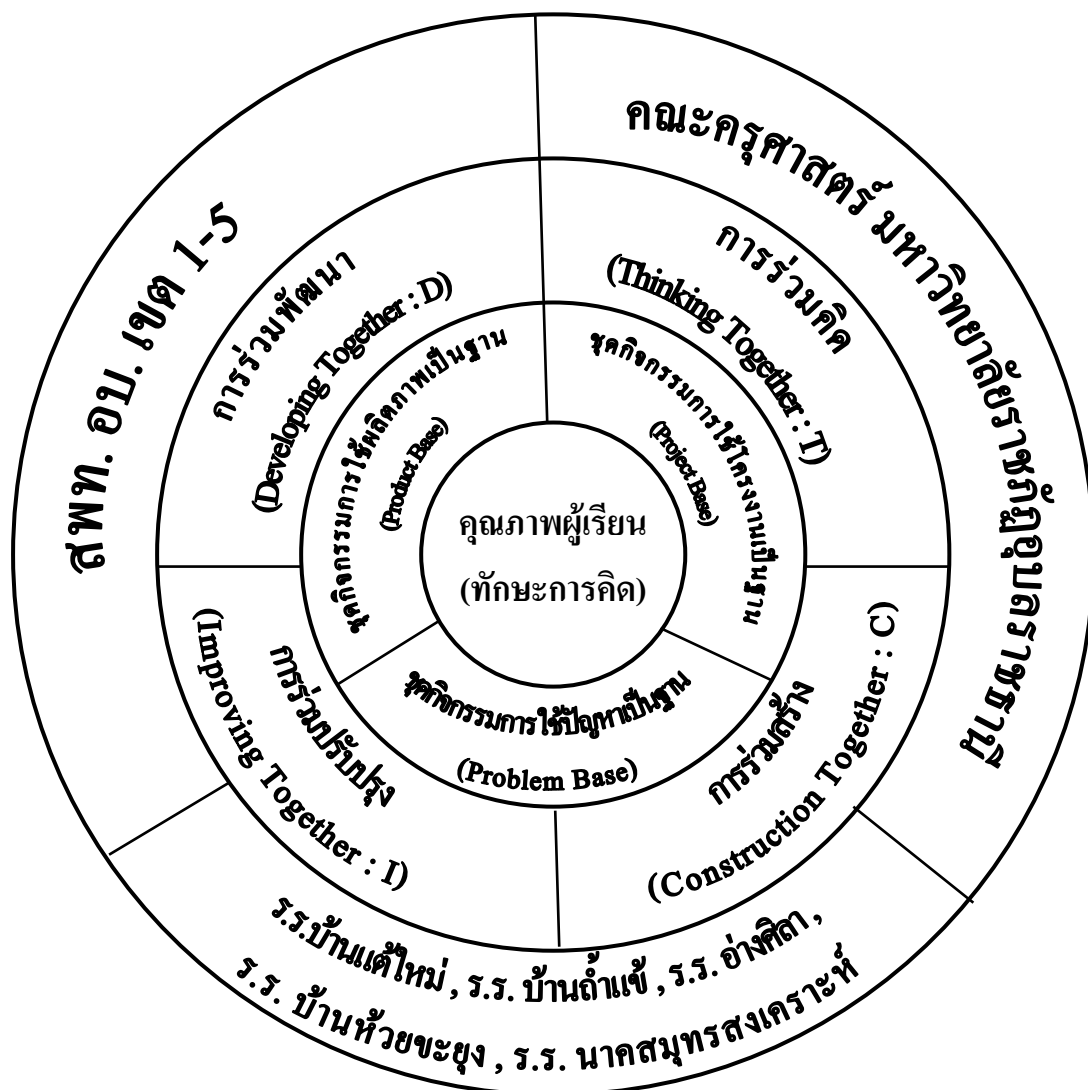 คณะครุศาสตร์ มหาวิทยาลัยราชภัฏอุบลราชธานี
สพท. อบ. เขต 1-5
ร.ร.บ้านแต้ใหม่ , ร.ร. บ้านถ้ำแข้ , ร.ร. อ่างศิลา ,
ร.ร. บ้านห้วยขะยุง , ร.ร. นาคสมุทรสงเคราะห์
การร่วมคิด
(Thinking Together : T)
การร่วมสร้าง
(Construction Together : C)
การร่วมปรับปรุง
(Improving Together : I)
การร่วมพัฒนา
(Developing Together : D)
ชุดกิจกรรมการใช้โครงงานเป็นฐาน
(Project Base)
ชุดกิจกรรมการใช้ปัญหาเป็นฐาน
(Problem Base)
ชุดกิจกรรมการใช้ผลิตภาพเป็นฐาน
(Product Base)
คุณภาพผู้เรียน
(ทักษะการคิด)